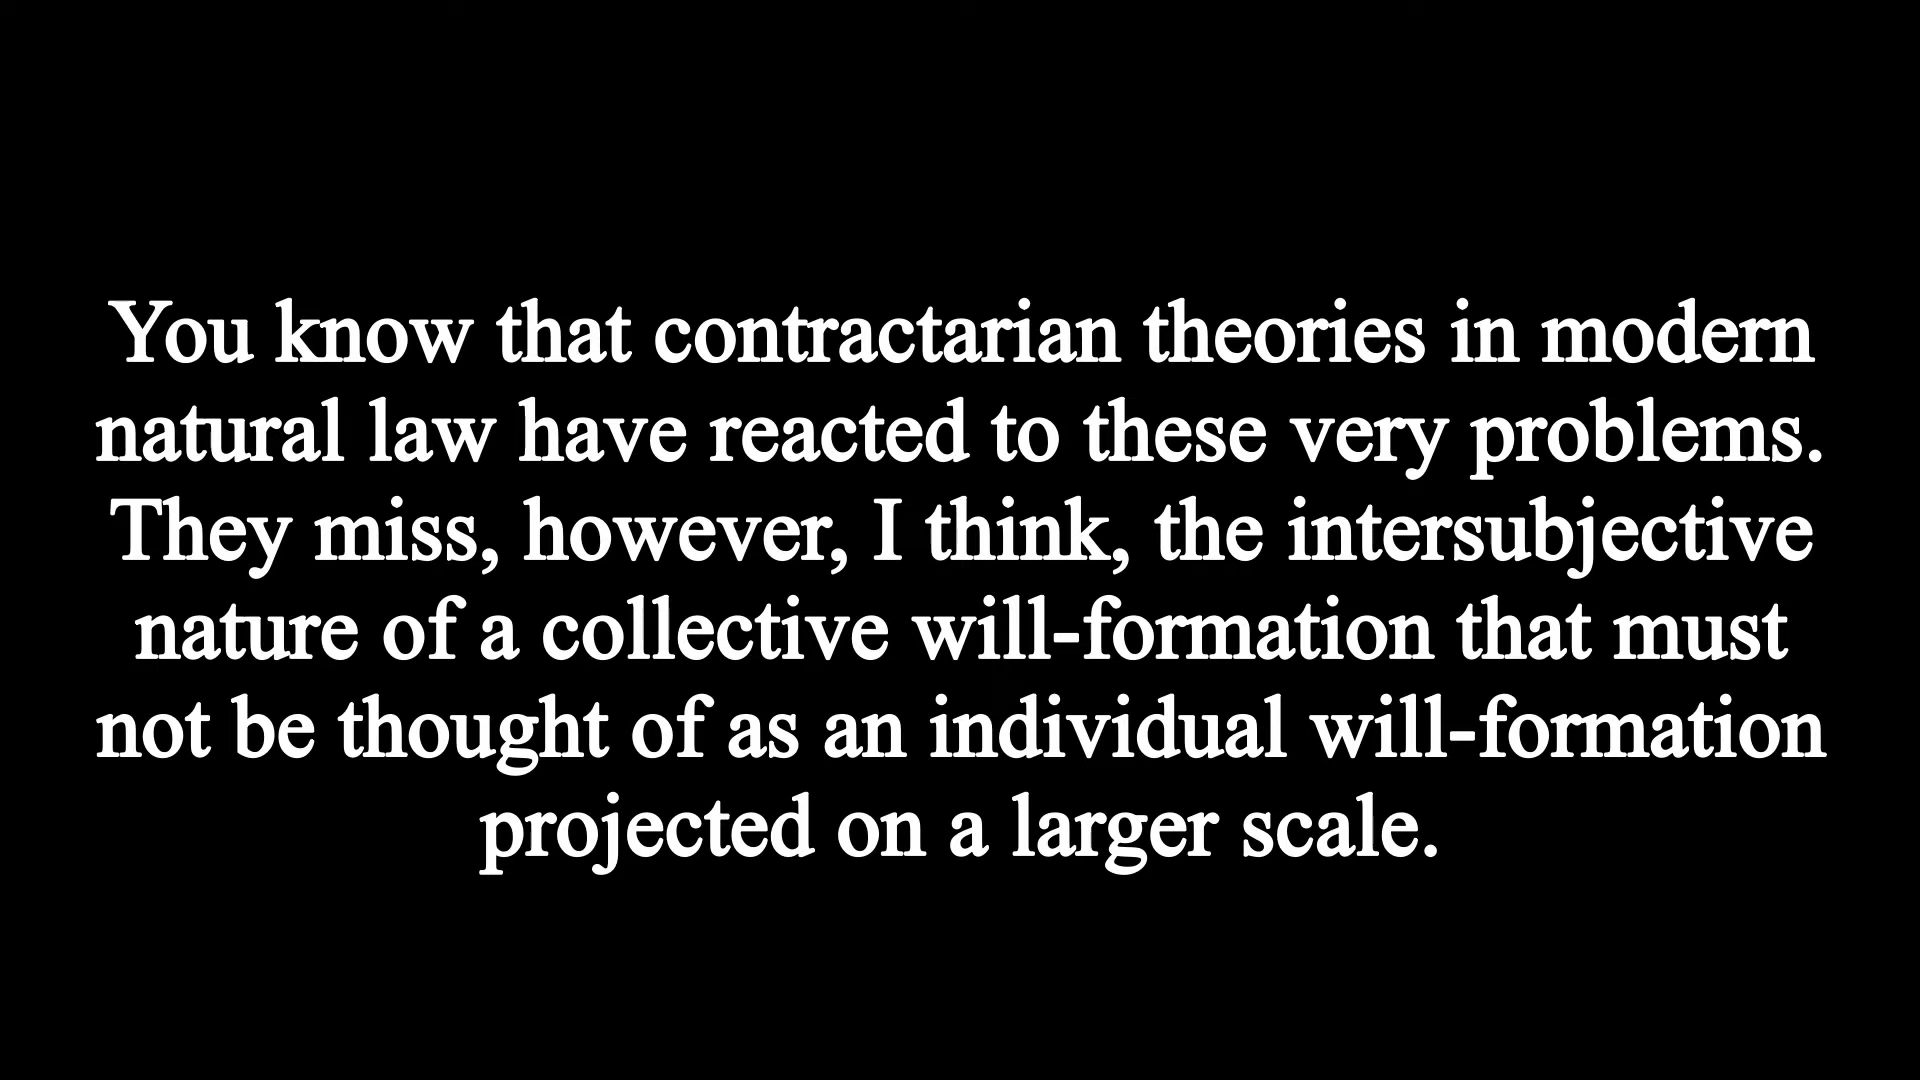 You know that contractarian theories in modern
natural law have reacted to these very problems.
They miss, however, I think, the intersubjective
nature of a collective will-formation that must
not be thought of as an individual will-formation
projected on a larger scale.